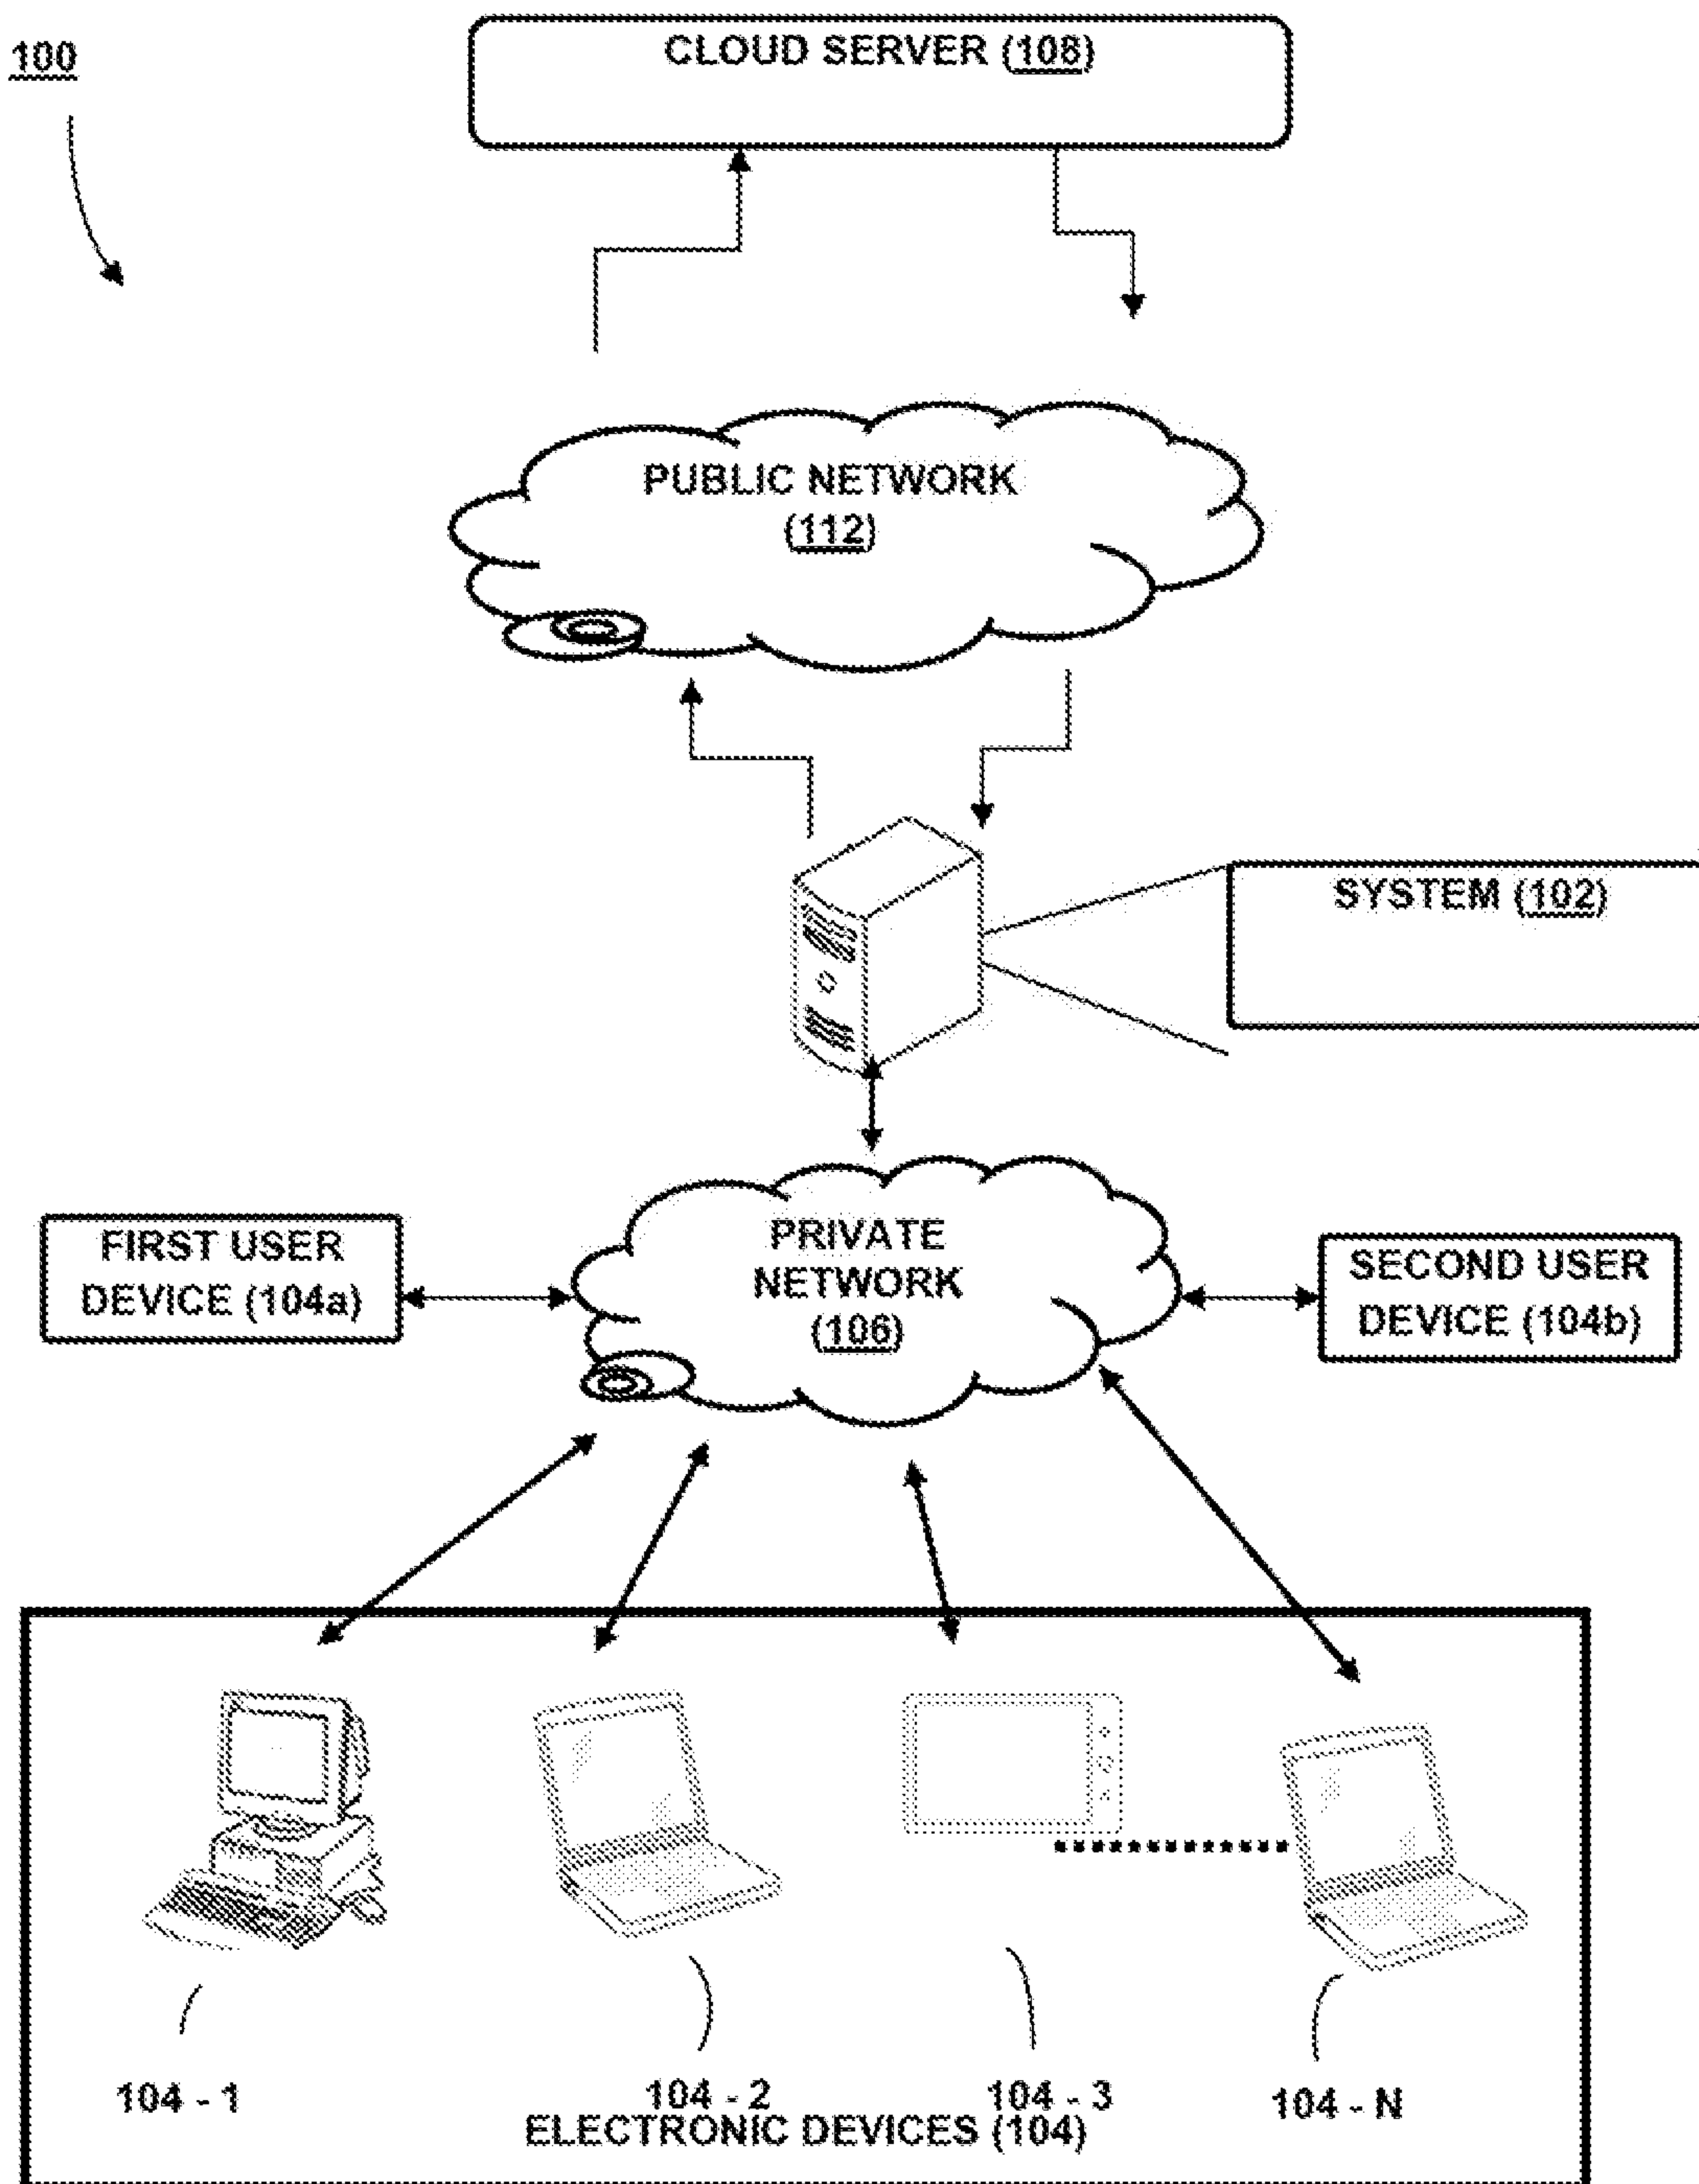 100
CLOUD SERVER (108)
PUBLIC NETWORK
(112)
SYSTEM (102)
FIRST USER
DEVICE (104a)
PRIVATE
NETWORK
(106)
SECOND USER
DEVICE (104b)
104 - 1
104 - 2
104 - 3
104 - N
ELECTRONIC DEVICES (104)